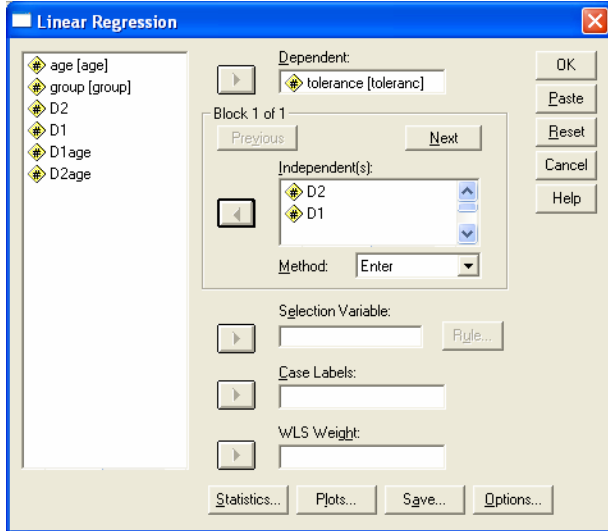 Linear Regression
age [age]
group [group]
D2
D1
D1age
D2age
Dependent:
tolerance [toleranc]
Block 1 of 1
Previous
Next
Independent(s):
D2
D1
Method:
Enter
Selection Variable:
Rule...
Case Labels:
WLS Weight:
Statistics...
Plots...
Save...
Options...
OK
Paste
Reset
Cancel
Help